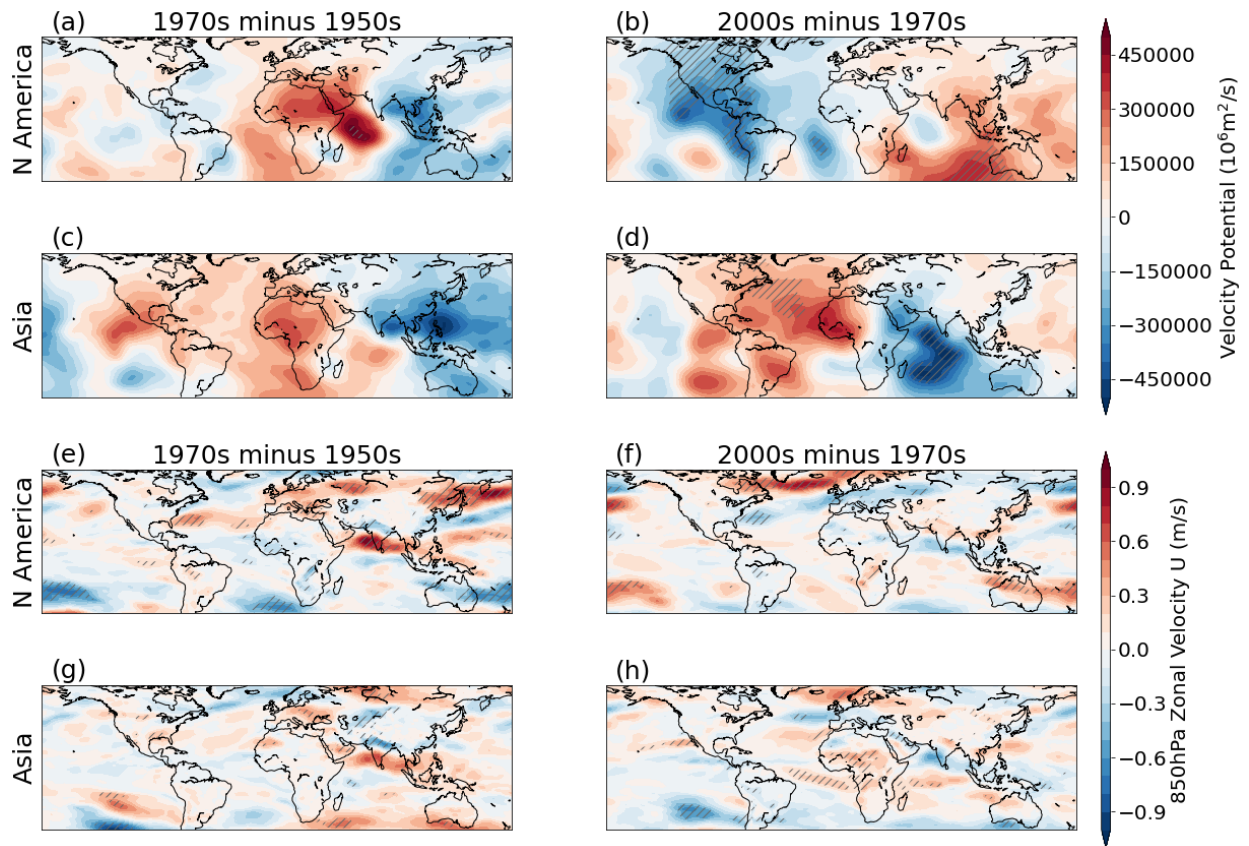 (a) 1970s minus 1950s
(b) 2000s minus 1970s
N America
(c)
(d)
Asia
450000
300000
150000
0
−150000
−300000
−450000
Velocity Potential (10⁶m²/s)
(e) 1970s minus 1950s
(f) 2000s minus 1970s
N America
(g)
(h)
Asia
0.9
0.6
0.3
0.0
−0.3
−0.6
−0.9
850hPa Zonal Velocity U (m/s)